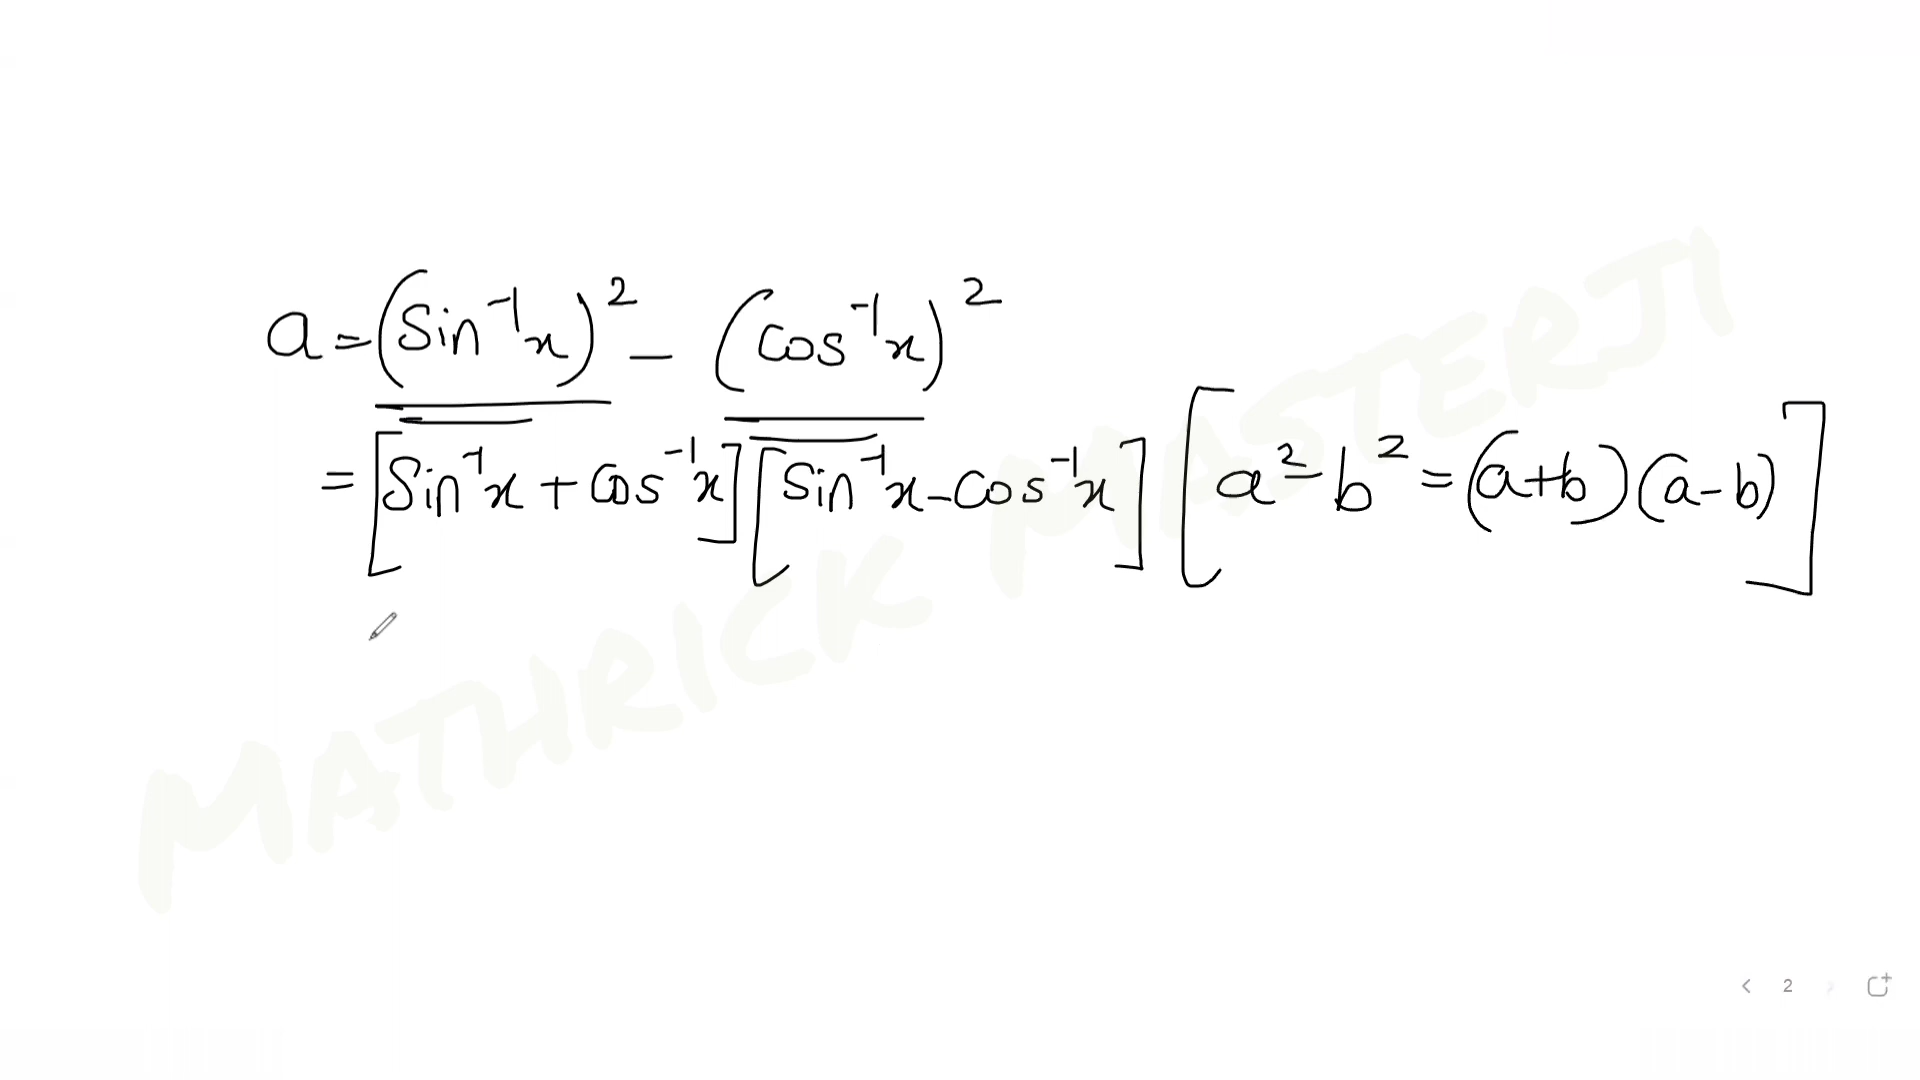 a = (Sin⁻¹x)² - (Cos⁻¹x)²
= [Sin⁻¹x + Cos⁻¹x] [Sin⁻¹x - Cos⁻¹x] [a² - b² = (a+b)(a-b)]
MATHRICK MASTERJI
< 2 >